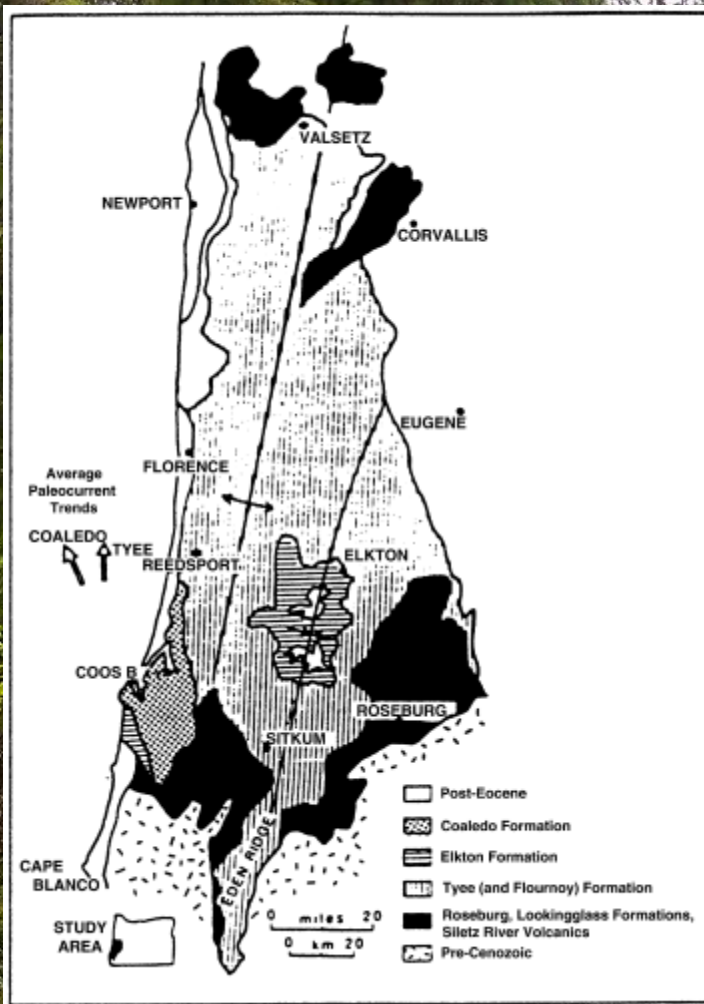 VALSETZ
NEWPORT
CORVALLIS
EUGENE
FLORENCE
Average
Paleocurrent
Trends
COALEDO
TYEE
REEDSPORT
ELKTON
COOS B
ROSEBURG
SITKUM
EDEN RIDGE
CAPE
BLANCO
STUDY
AREA
0 miles 20
0 km 20
Post-Eocene
Coaledo Formation
Elkton Formation
Tyee (and Flournoy) Formation
Roseburg, Lookingglass Formations,
Siletz River Volcanics
Pre-Cenozoic